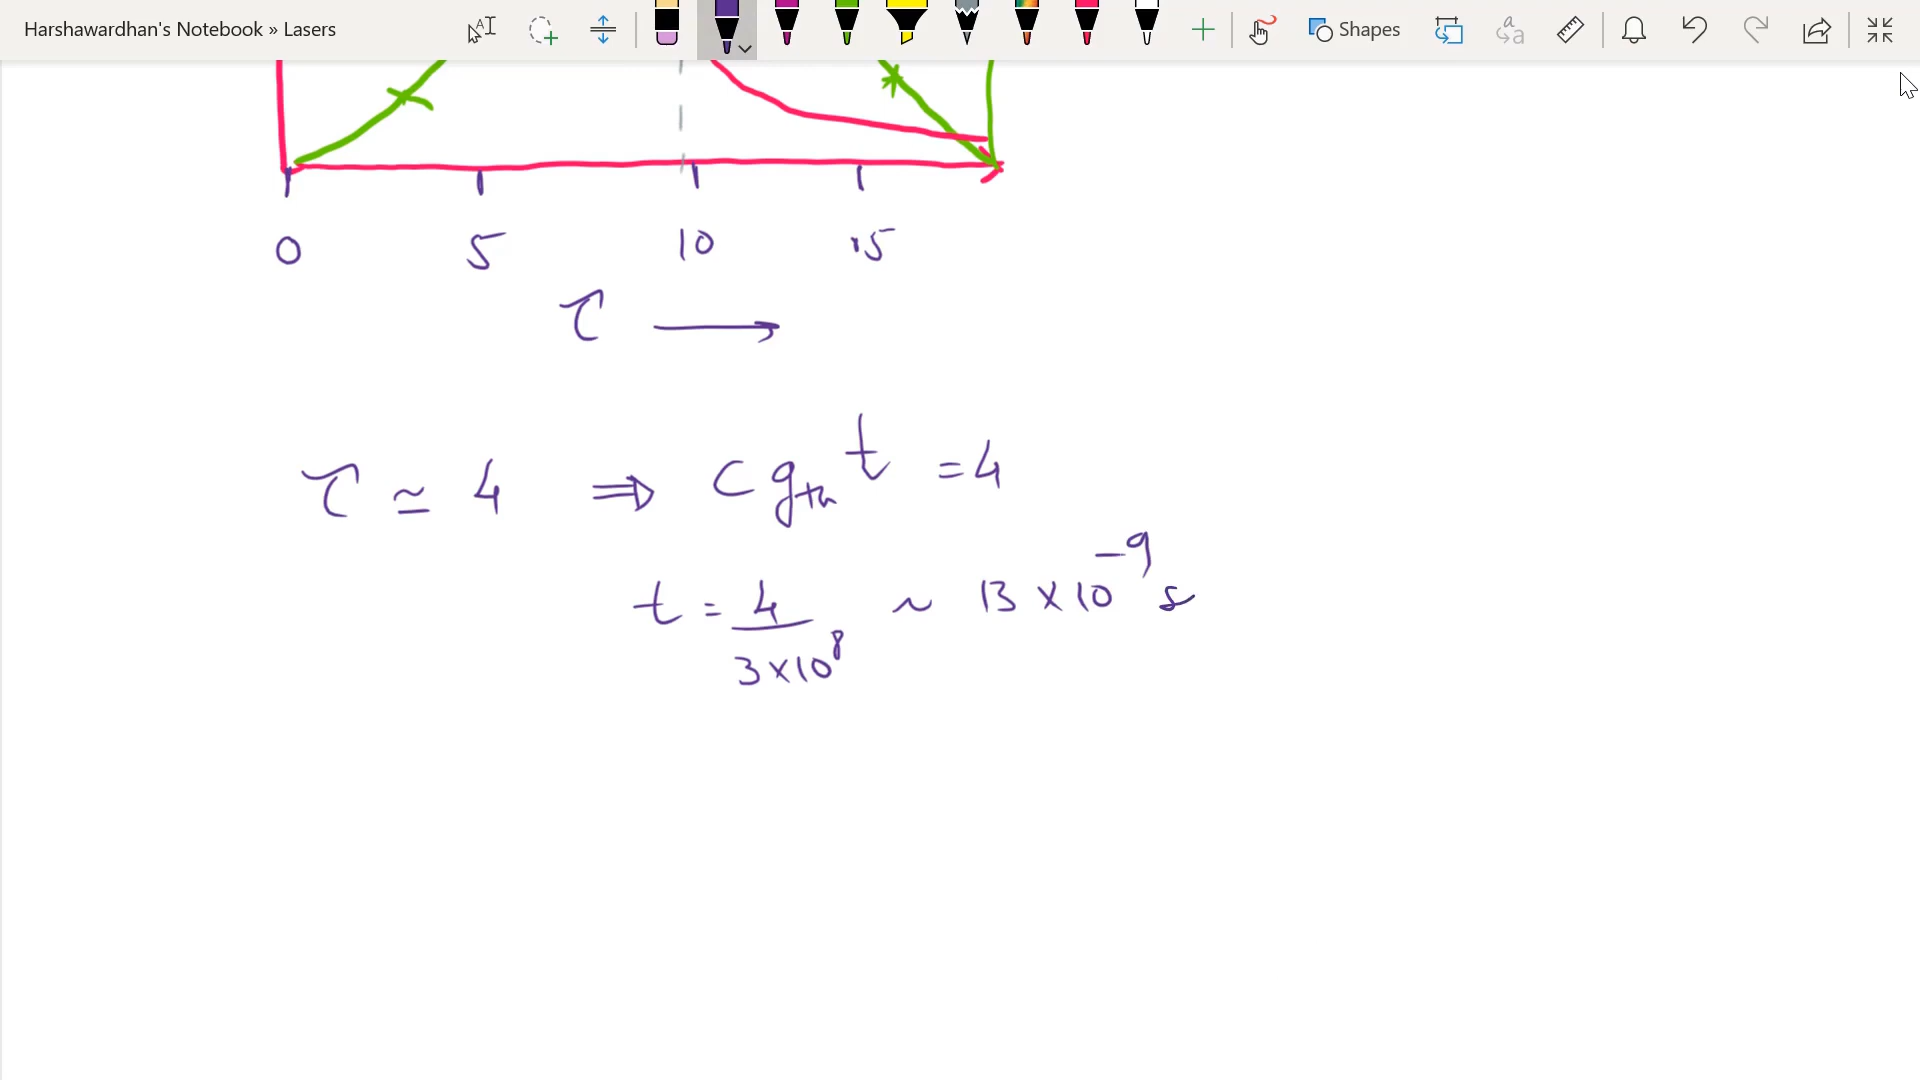 Harshawardhan's Notebook » Lasers
Shapes
0 5 10 15
τ ⟶
τ ≃ 4 ⇒ c g_th t = 4
t = 4 / 3×10^8 ~ 13 × 10^-9 s